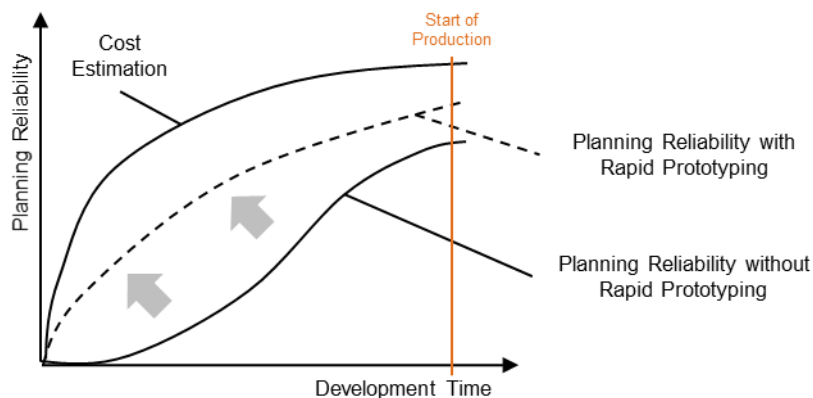 Start of
Production
Cost
Estimation
Planning Reliability
Planning Reliability with
Rapid Prototyping
Planning Reliability without
Rapid Prototyping
Development Time